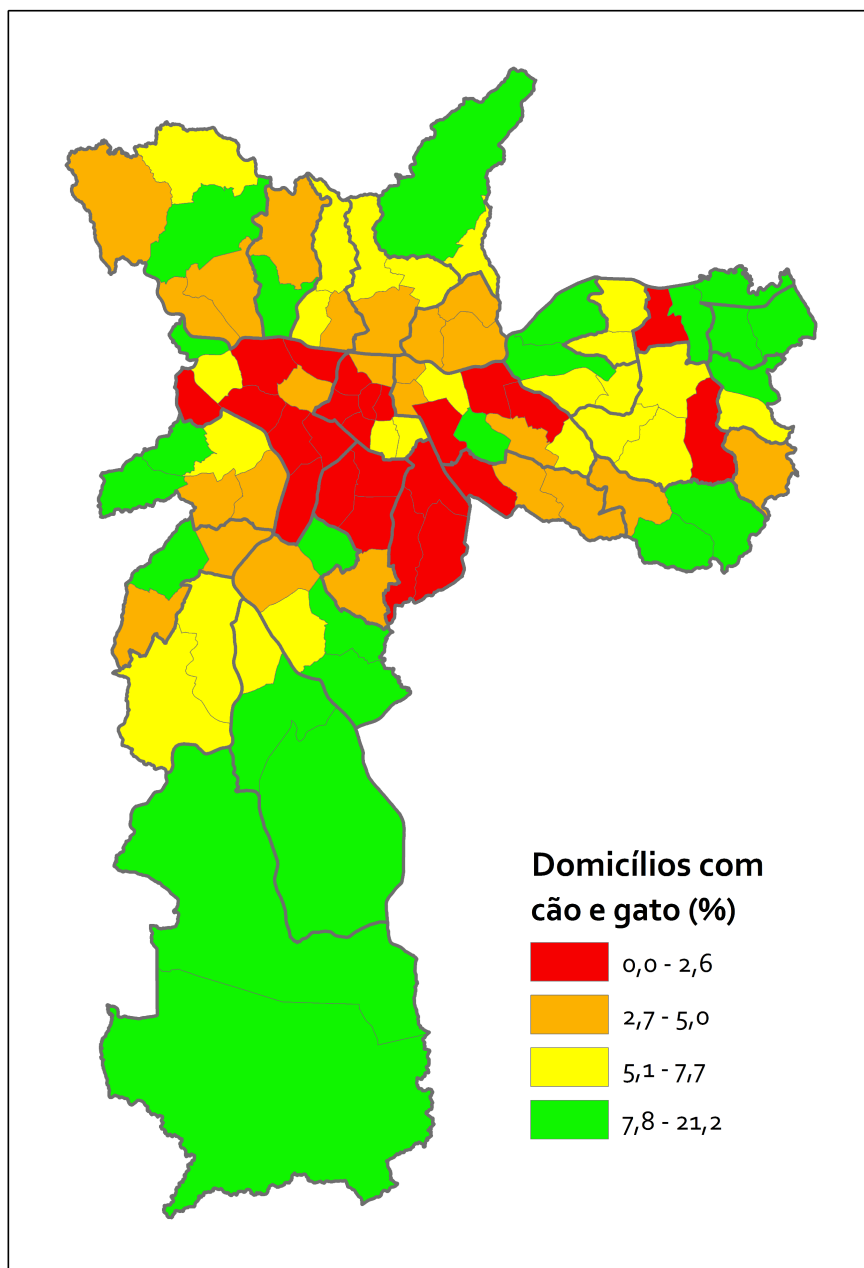 Domicílios com
cão e gato (%)
0,0 - 2,6
2,7 - 5,0
5,1 - 7,7
7,8 - 21,2